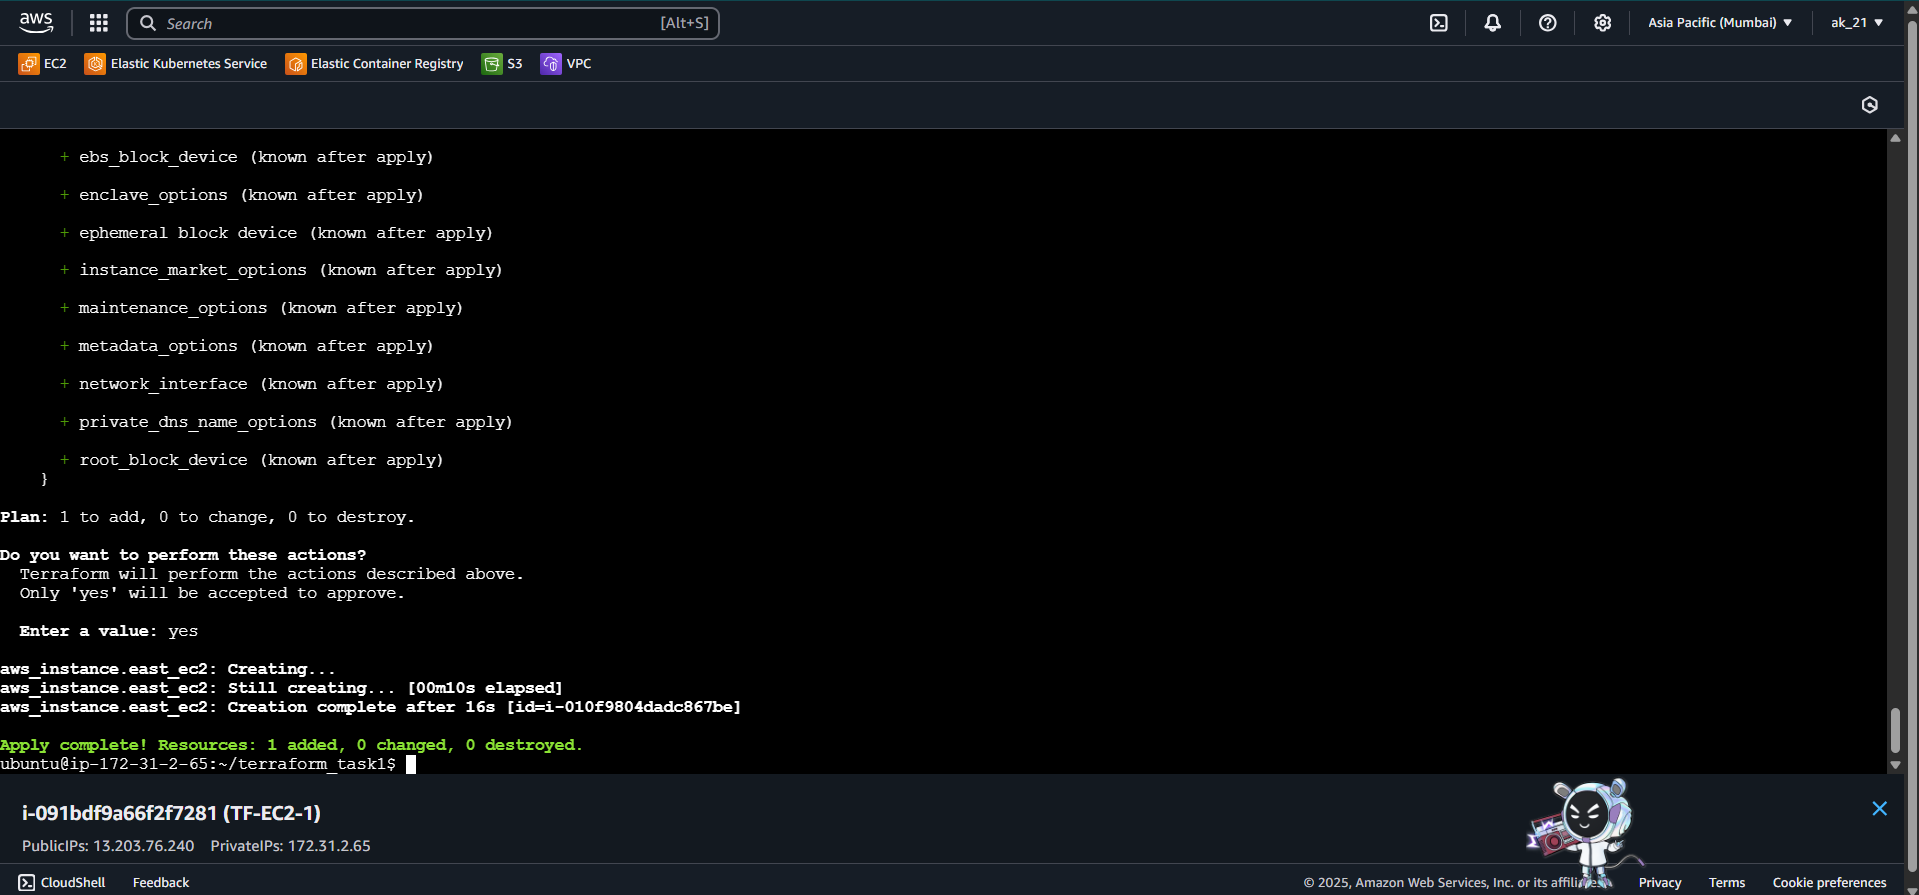 aws
Search [Alt+S]
Asia Pacific (Mumbai) ▼
ak_21 ▼
EC2
Elastic Kubernetes Service
Elastic Container Registry
S3
VPC
+ ebs_block_device (known after apply)
+ enclave_options (known after apply)
+ ephemeral block device (known after apply)
+ instance_market_options (known after apply)
+ maintenance_options (known after apply)
+ metadata_options (known after apply)
+ network_interface (known after apply)
+ private_dns_name_options (known after apply)
+ root_block_device (known after apply)
}
Plan: 1 to add, 0 to change, 0 to destroy.
Do you want to perform these actions?
Terraform will perform the actions described above.
Only 'yes' will be accepted to approve.
Enter a value: yes
aws_instance.east_ec2: Creating...
aws_instance.east_ec2: Still creating... [00m10s elapsed]
aws_instance.east_ec2: Creation complete after 16s [id=i-010f9804dadc867be]
Apply complete! Resources: 1 added, 0 changed, 0 destroyed.
ubuntu@ip-172-31-2-65:~/terraform_task1$
i-091bdf9a66f2f7281 (TF-EC2-1)
PublicIPs: 13.203.76.240 PrivateIPs: 172.31.2.65
CloudShell
Feedback
© 2025, Amazon Web Services, Inc. or its
Privacy
Terms
Cookie preferences